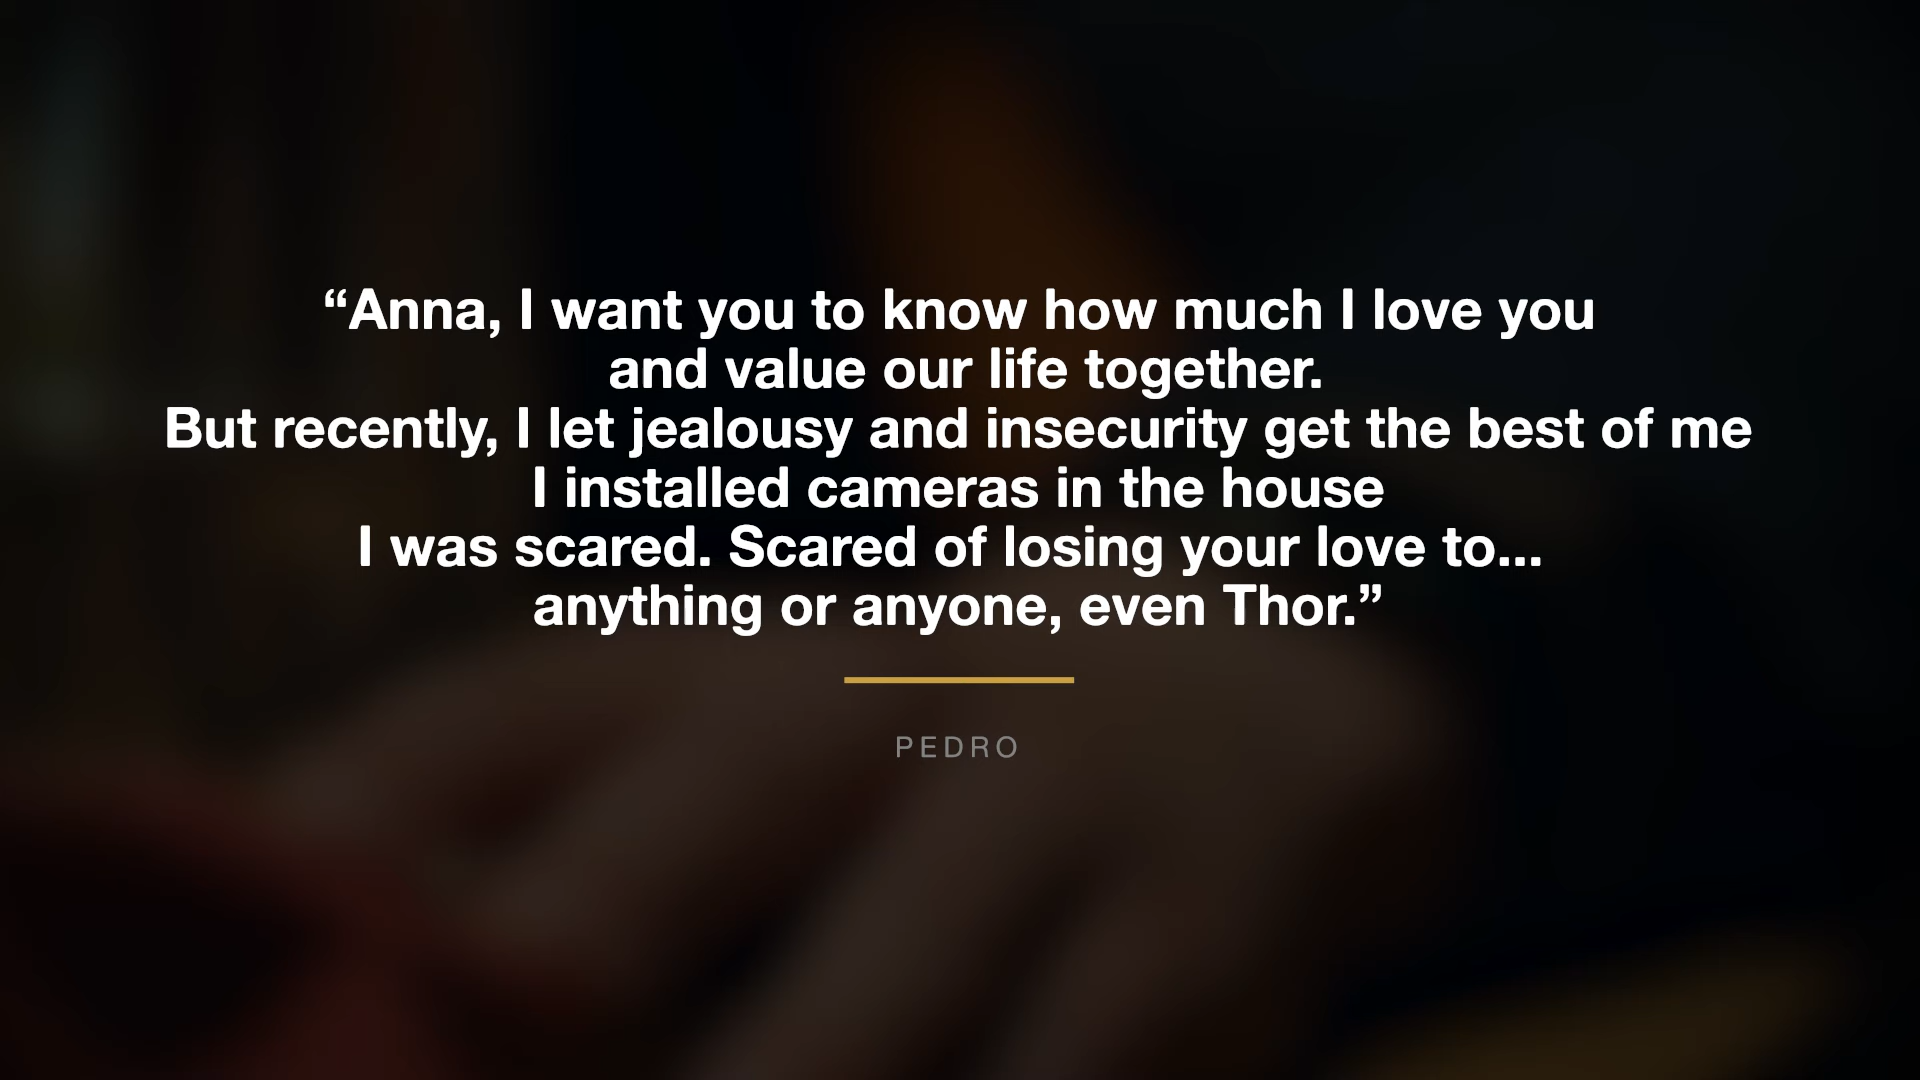 “Anna, I want you to know how much I love you
and value our life together.
But recently, I let jealousy and insecurity get the best of me
I installed cameras in the house
I was scared. Scared of losing your love to...
anything or anyone, even Thor.”
PEDRO